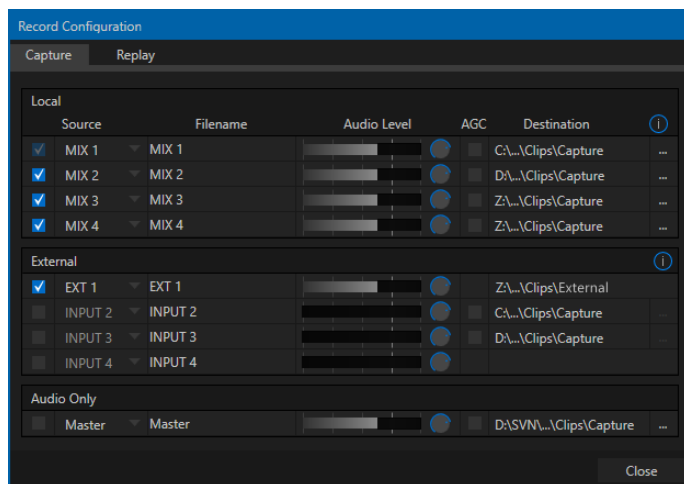 Record Configuration
Capture Replay
Local
Source Filename Audio Level AGC Destination i
MIX 1 MIX 1 C:\...\Clips\Capture ...
MIX 2 MIX 2 D:\...\Clips\Capture ...
MIX 3 MIX 3 Z:\...\Clips\Capture ...
MIX 4 MIX 4 Z:\...\Clips\Capture ...
External i
EXT 1 EXT 1 Z:\...\Clips\External
INPUT 2 INPUT 2 C:\...\Clips\Capture ...
INPUT 3 INPUT 3 D:\...\Clips\Capture ...
INPUT 4 INPUT 4
Audio Only
Master Master D:\SVN\...\Clips\Capture ...
Close